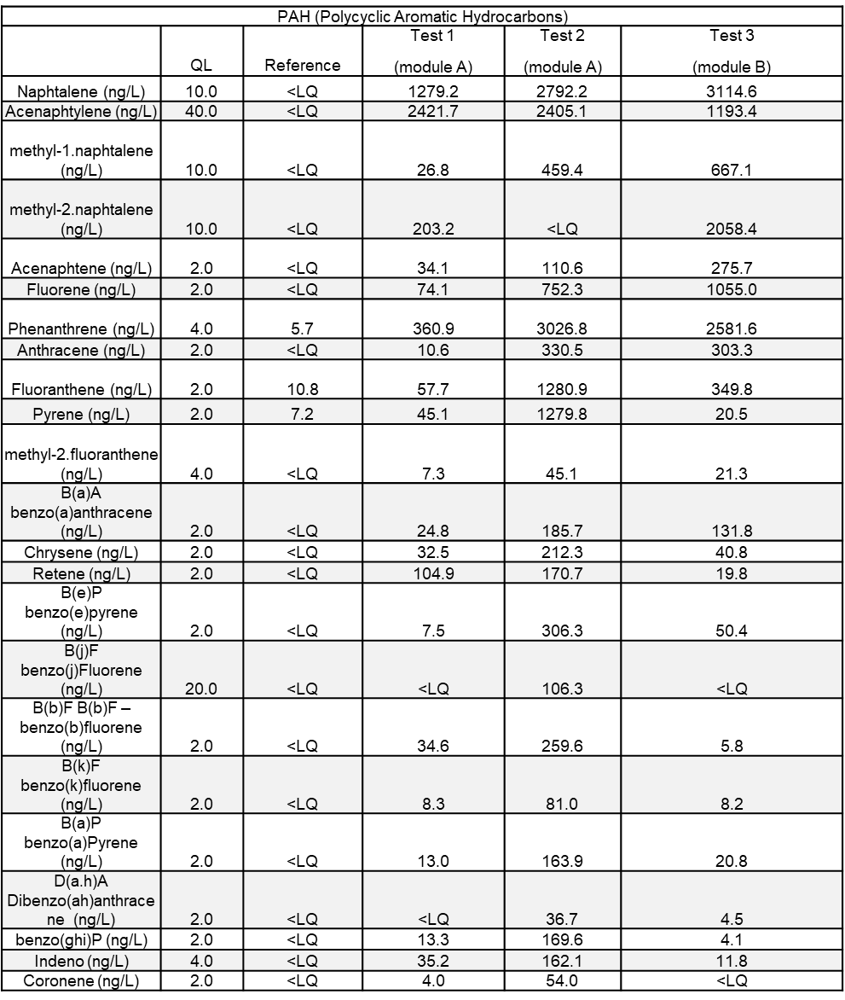 PAH (Polycyclic Aromatic Hydrocarbons)
QL Reference Test 1 (module A) Test 2 (module A) Test 3 (module B)
Naphtalene (ng/L) 10.0 <LQ 1279.2 2792.2 3114.6
Acenaphtylene (ng/L) 40.0 <LQ 2421.7 2405.1 1193.4
methyl-1.naphtalene
(ng/L) 10.0 <LQ 26.8 459.4 667.1
methyl-2.naphtalene
(ng/L) 10.0 <LQ 203.2 <LQ 2058.4
Acenaphtene (ng/L) 2.0 <LQ 34.1 110.6 275.7
Fluorene (ng/L) 2.0 <LQ 74.1 752.3 1055.0
Phenanthrene (ng/L) 4.0 5.7 360.9 3026.8 2581.6
Anthracene (ng/L) 2.0 <LQ 10.6 330.5 303.3
Fluoranthene (ng/L) 2.0 10.8 57.7 1280.9 349.8
Pyrene (ng/L) 2.0 7.2 45.1 1279.8 20.5
methyl-2.fluoranthene
(ng/L) 4.0 <LQ 7.3 45.1 21.3
B(a)A
benzo(a)anthracene
(ng/L) 2.0 <LQ 24.8 185.7 131.8
Chrysene (ng/L) 2.0 <LQ 32.5 212.3 40.8
Retene (ng/L) 2.0 <LQ 104.9 170.7 19.8
B(e)P
benzo(e)pyrene
(ng/L) 2.0 <LQ 7.5 306.3 50.4
B(j)F
benzo(j)Fluorene
(ng/L) 20.0 <LQ <LQ 106.3 <LQ
B(b)F B(b)F –
benzo(b)fluorene
(ng/L) 2.0 <LQ 34.6 259.6 5.8
B(k)F
benzo(k)fluorene
(ng/L) 2.0 <LQ 8.3 81.0 8.2
B(a)P
benzo(a)Pyrene
(ng/L) 2.0 <LQ 13.0 163.9 20.8
D(a.h)A
Dibenzo(ah)anthrace
ne (ng/L) 2.0 <LQ <LQ 36.7 4.5
benzo(ghi)P (ng/L) 2.0 <LQ 13.3 169.6 4.1
Indeno (ng/L) 4.0 <LQ 35.2 162.1 11.8
Coronene (ng/L) 2.0 <LQ 4.0 54.0 <LQ